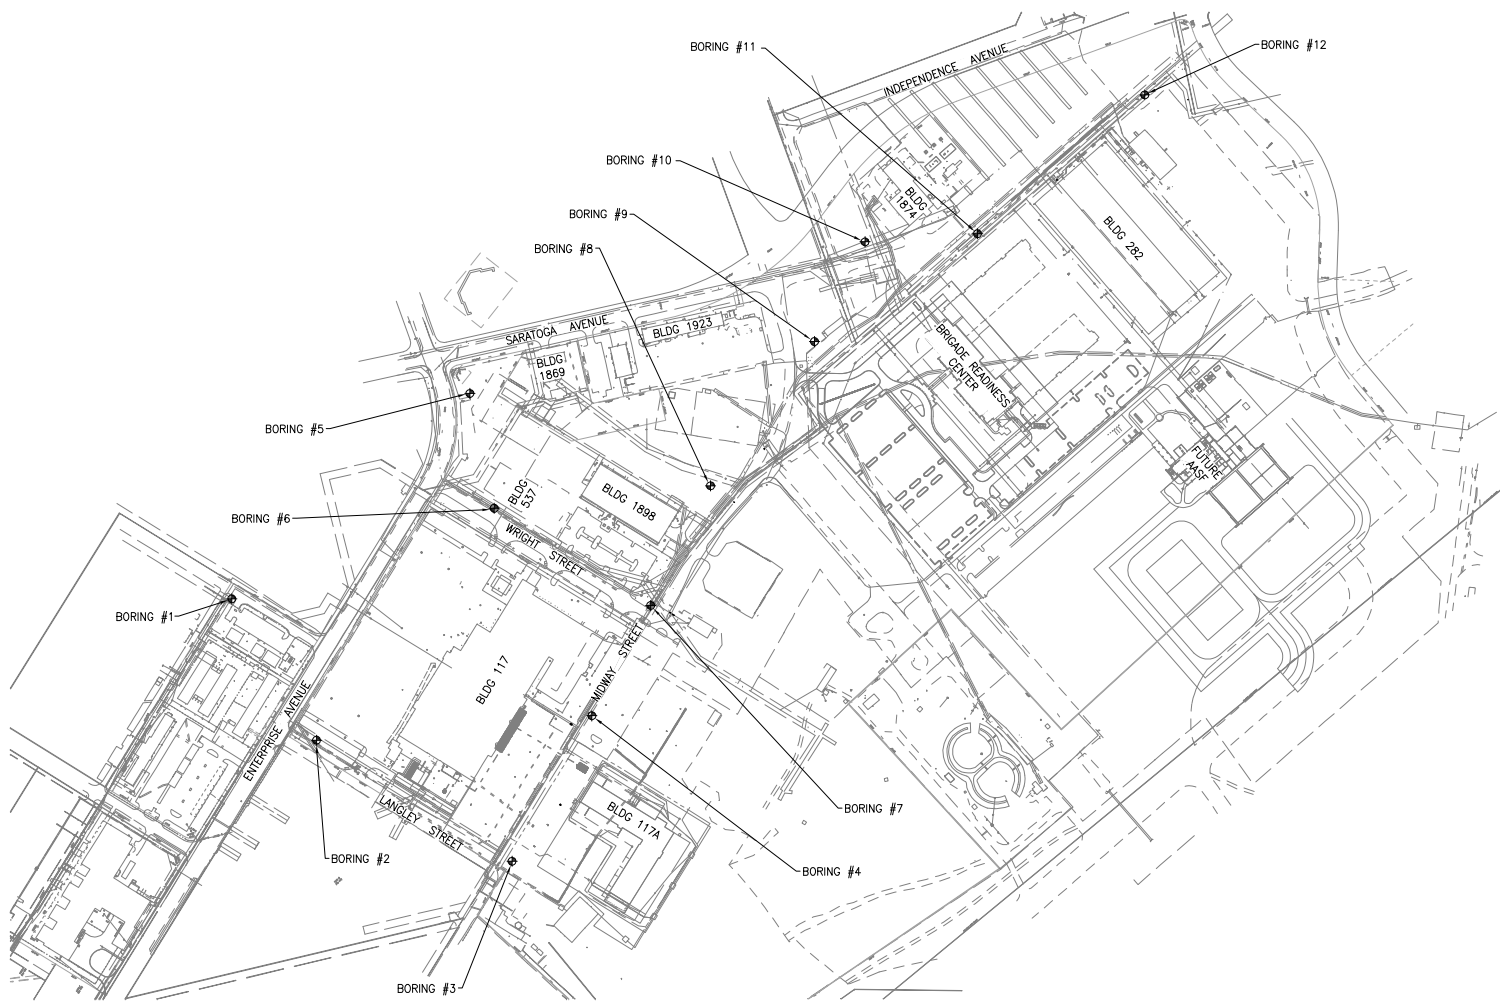 BORING #11
BORING #12
INDEPENDENCE AVENUE
BORING #10
BLDG
1874
BORING #9
BLDG 282
BORING #8
SARATOGA AVENUE
BLDG 1923
BRIGADE READINESS
CENTER
BLDG
1869
BORING #5
FUTURE
AASF
BLDG
537
BLDG 1898
BORING #6
WRIGHT STREET
BORING #1
MIDWAY STREET
BLDG 117
ENTERPRISE AVENUE
BORING #7
LANGLEY STREET
BLDG 117A
BORING #2
BORING #4
BORING #3